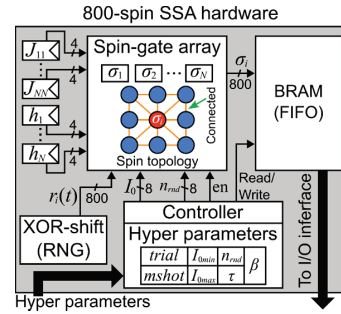 800-spin SSA hardware
J11
4
4
JNN
h1
4
hN
4
Spin-gate array
σ1 σ2 ... σN
σi
Connected
Spin topology
σi
800
BRAM
(FIFO)
ri(t)
800
I0
8
nrnd
8
en
Read/
Write
XOR-shift
(RNG)
Controller
Hyper parameters
trial I0min nrnd β
mshot I0max τ
Hyper parameters
To I/O inferface